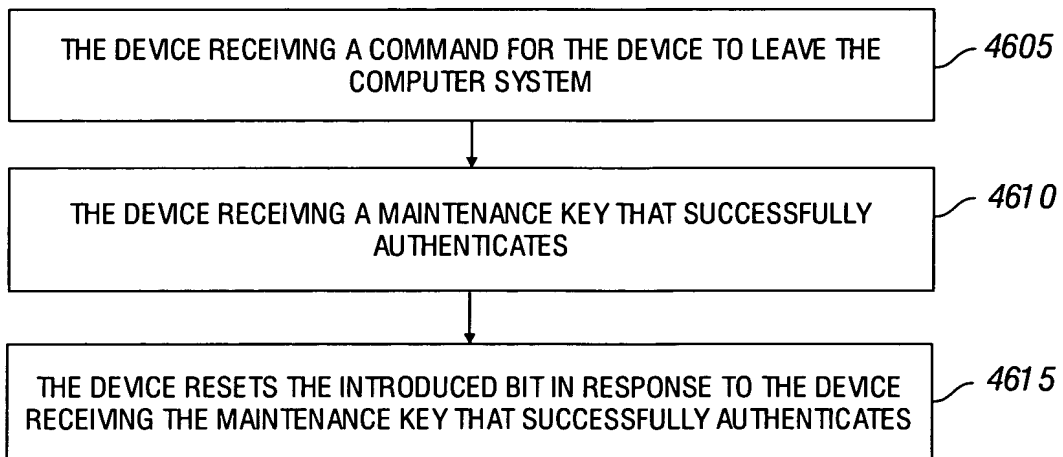 THE DEVICE RECEIVING A COMMAND FOR THE DEVICE TO LEAVE THE
COMPUTER SYSTEM
4605
THE DEVICE RECEIVING A MAINTENANCE KEY THAT SUCCESSFULLY
AUTHENTICATES
4610
THE DEVICE RESETS THE INTRODUCED BIT IN RESPONSE TO THE DEVICE
RECEIVING THE MAINTENANCE KEY THAT SUCCESSFULLY AUTHENTICATES
4615